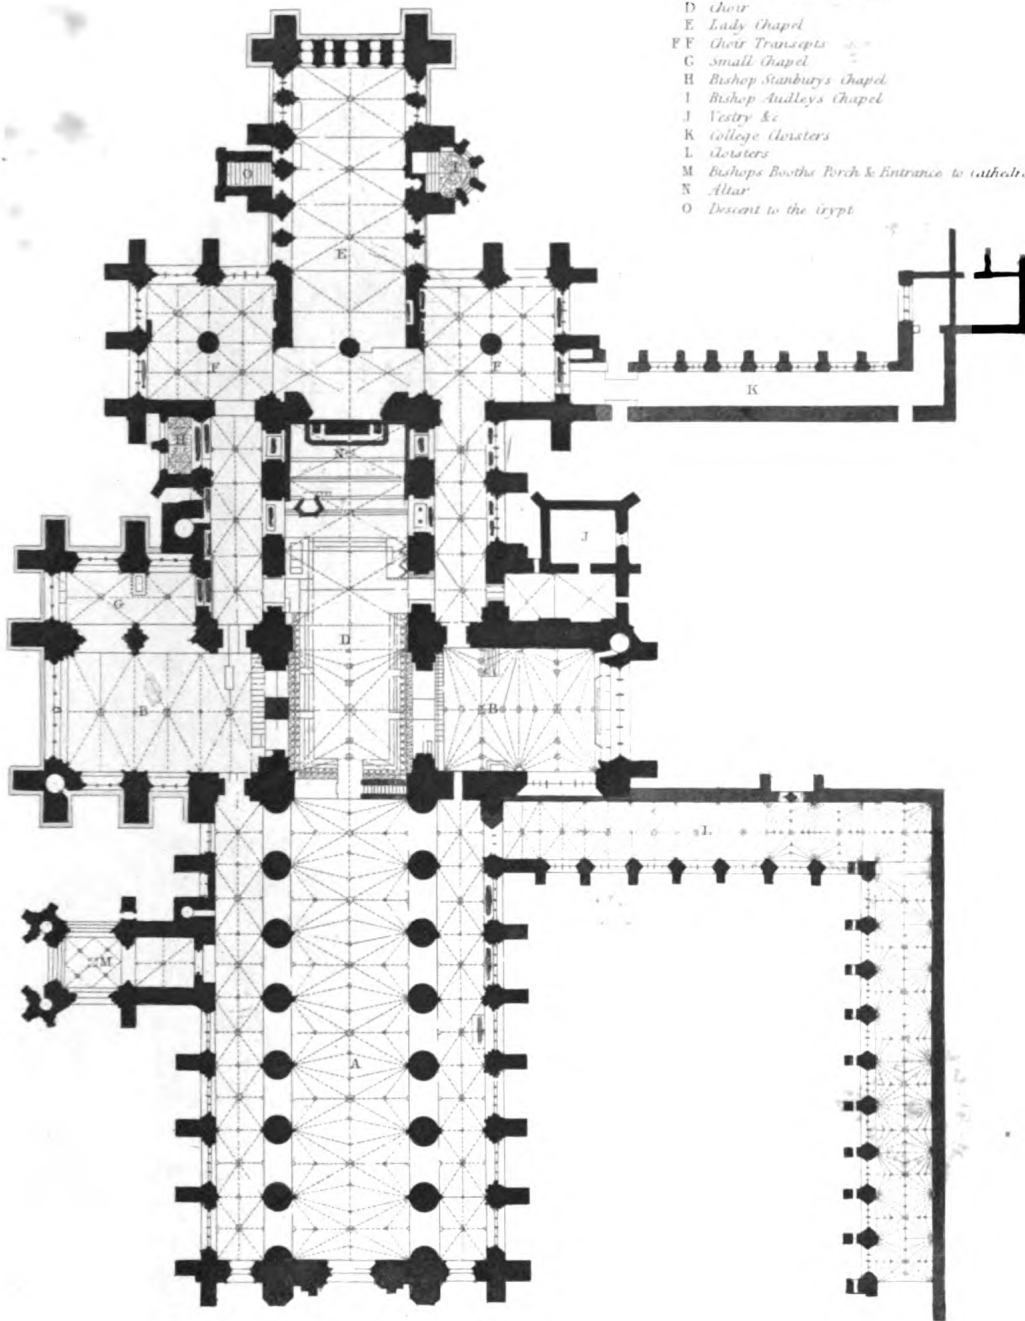 D Choir
E Lady Chapel
F F Choir Transepts
G Small Chapel
H Bishop Stanburys Chapel
I Bishop Audleys Chapel
J Vestry &c
K College Cloisters
L Cloisters
M Bishops Booths Porch & Entrance to Cathedr
N Altar
O Descent to the Crypt
O
I
E
F
F
K
H
N
J
G
D
B
B
L
M
A